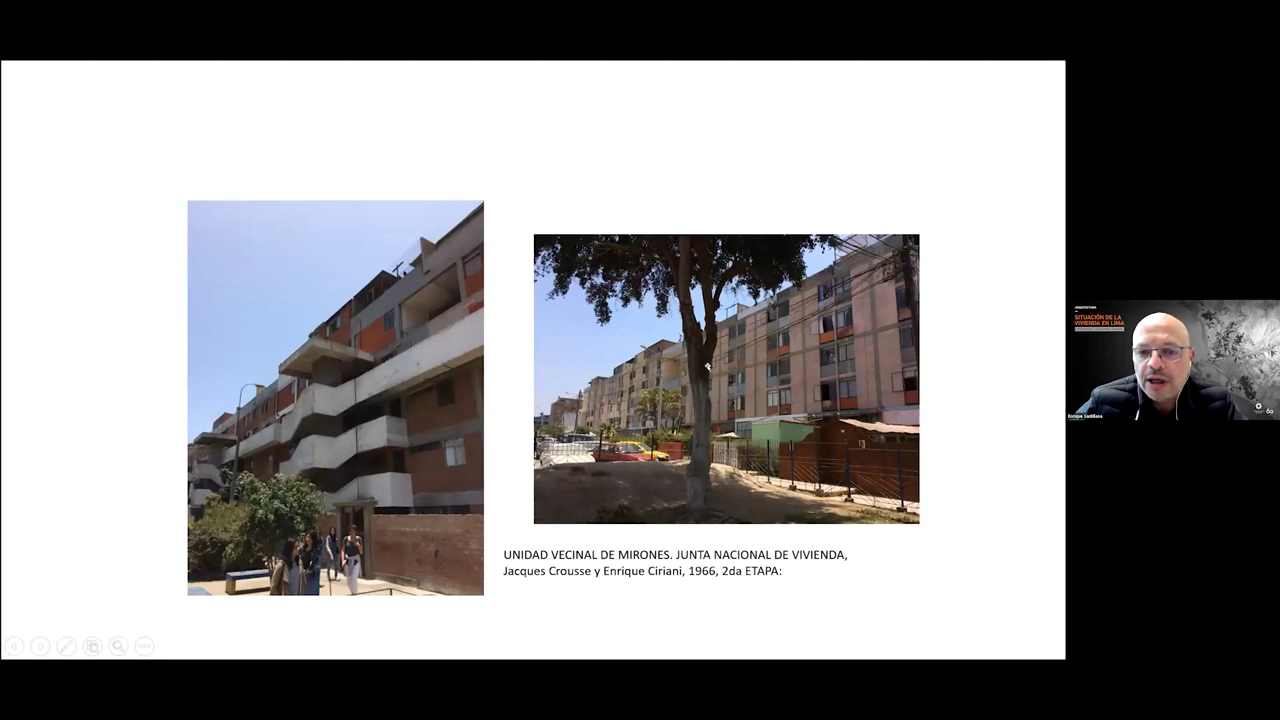 UNIDAD VECINAL DE MIRONES. JUNTA NACIONAL DE VIVIENDA,
Jacques Crousse y Enrique Ciriani, 1966, 2da ETAPA:
ARQUITECTURA
SITUACIÓN DE LA
VIVIENDA EN LIMA
Enrique Santillana